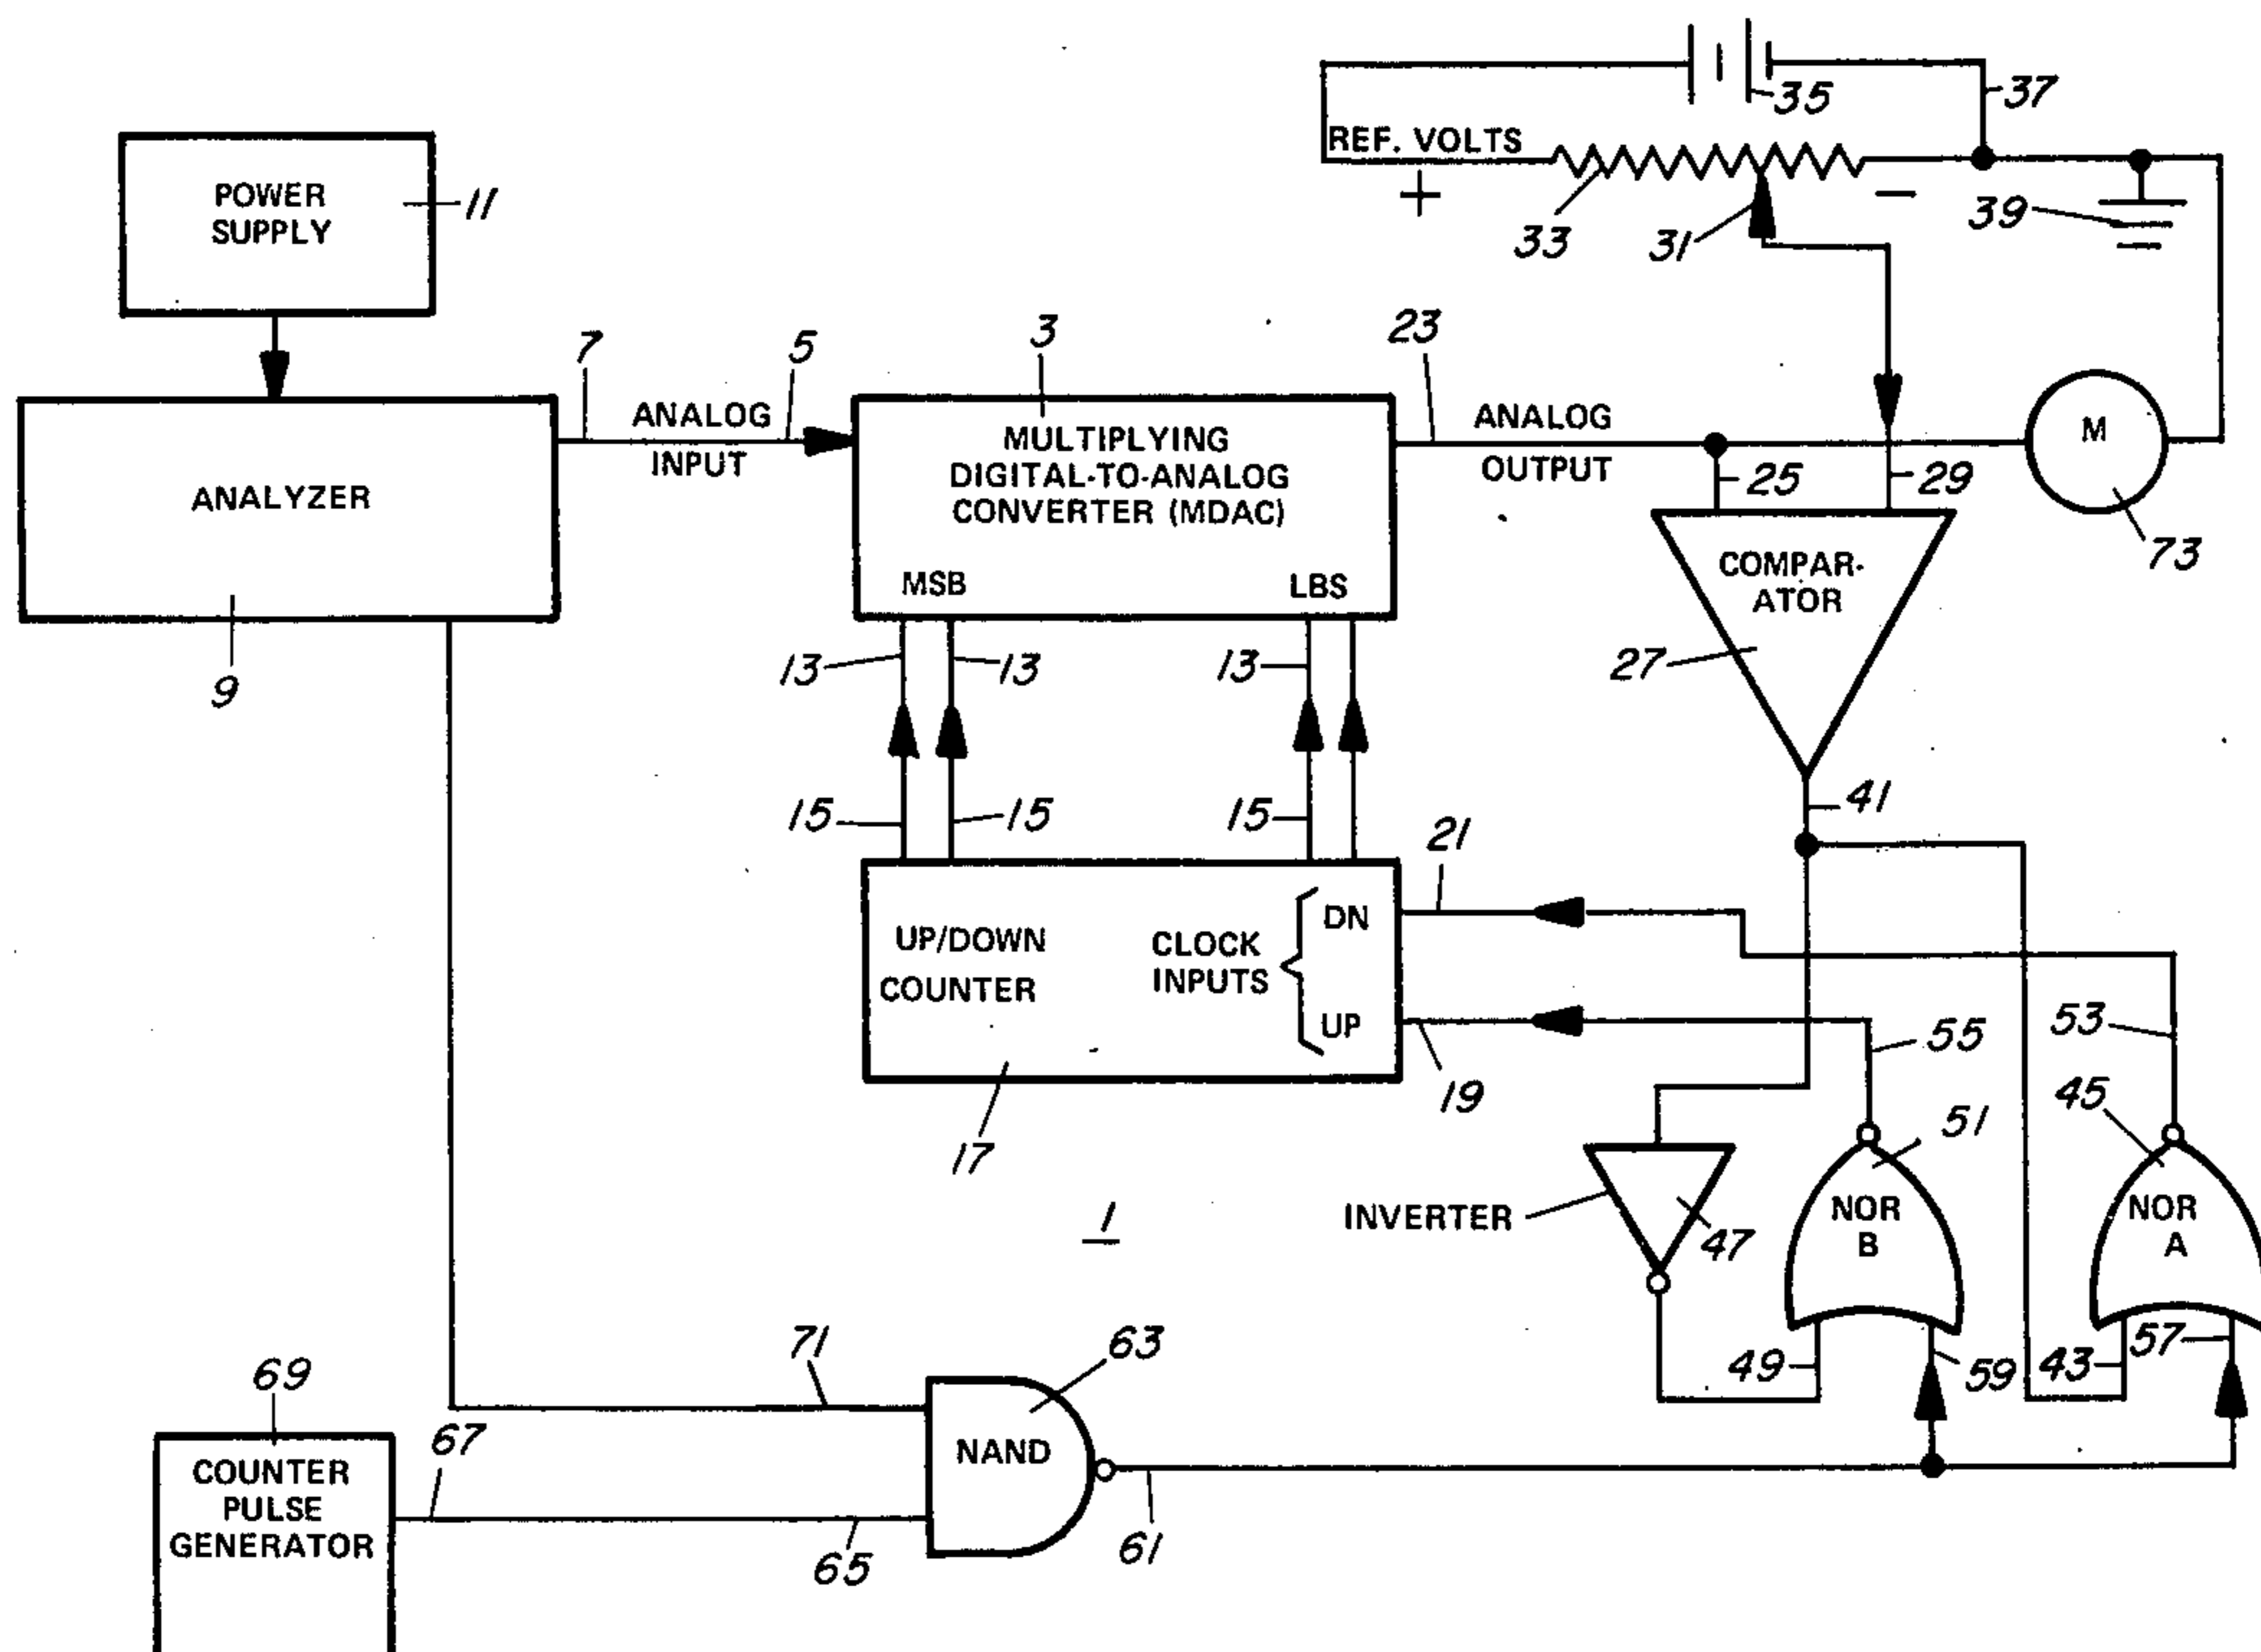 35
37
REF. VOLTS
+
−
33
31
39
POWER
SUPPLY
11
7
5
3
23
ANALOG
INPUT
ANALOG
OUTPUT
MULTIPLYING
DIGITAL-TO-ANALOG
CONVERTER (MDAC)
MSB
LBS
M
25
29
73
ANALYZER
9
COMPAR-
ATOR
27
13
13
13
15
15
15
41
21
UP/DOWN
COUNTER
CLOCK
INPUTS
DN
UP
19
17
55
53
45
51
1
INVERTER
47
NOR
B
NOR
A
49
59
43
57
71
63
NAND
69
67
COUNTER
PULSE
GENERATOR
65
61